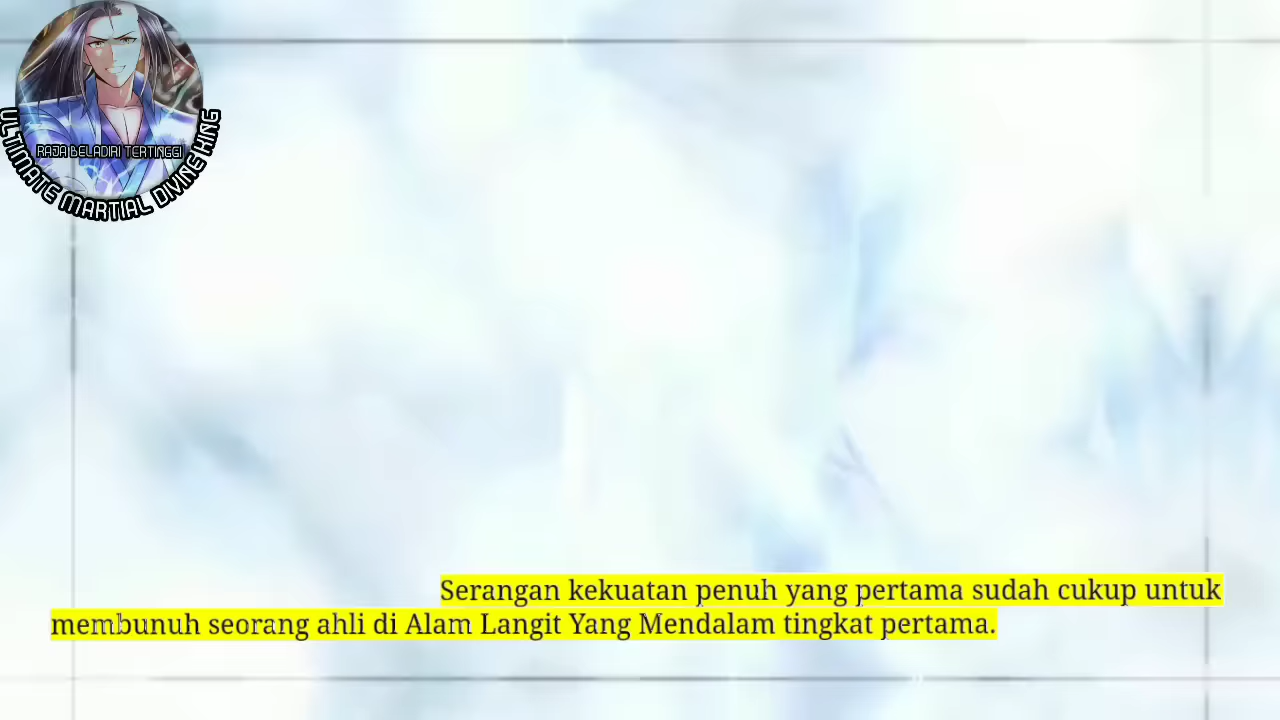 RAJA BELADIRI TERTINGGI
ULTIMATE MARTIAL DIVINE KING
Serangan kekuatan penuh yang pertama sudah cukup untuk
membunuh seorang ahli di Alam Langit Yang Mendalam tingkat pertama.